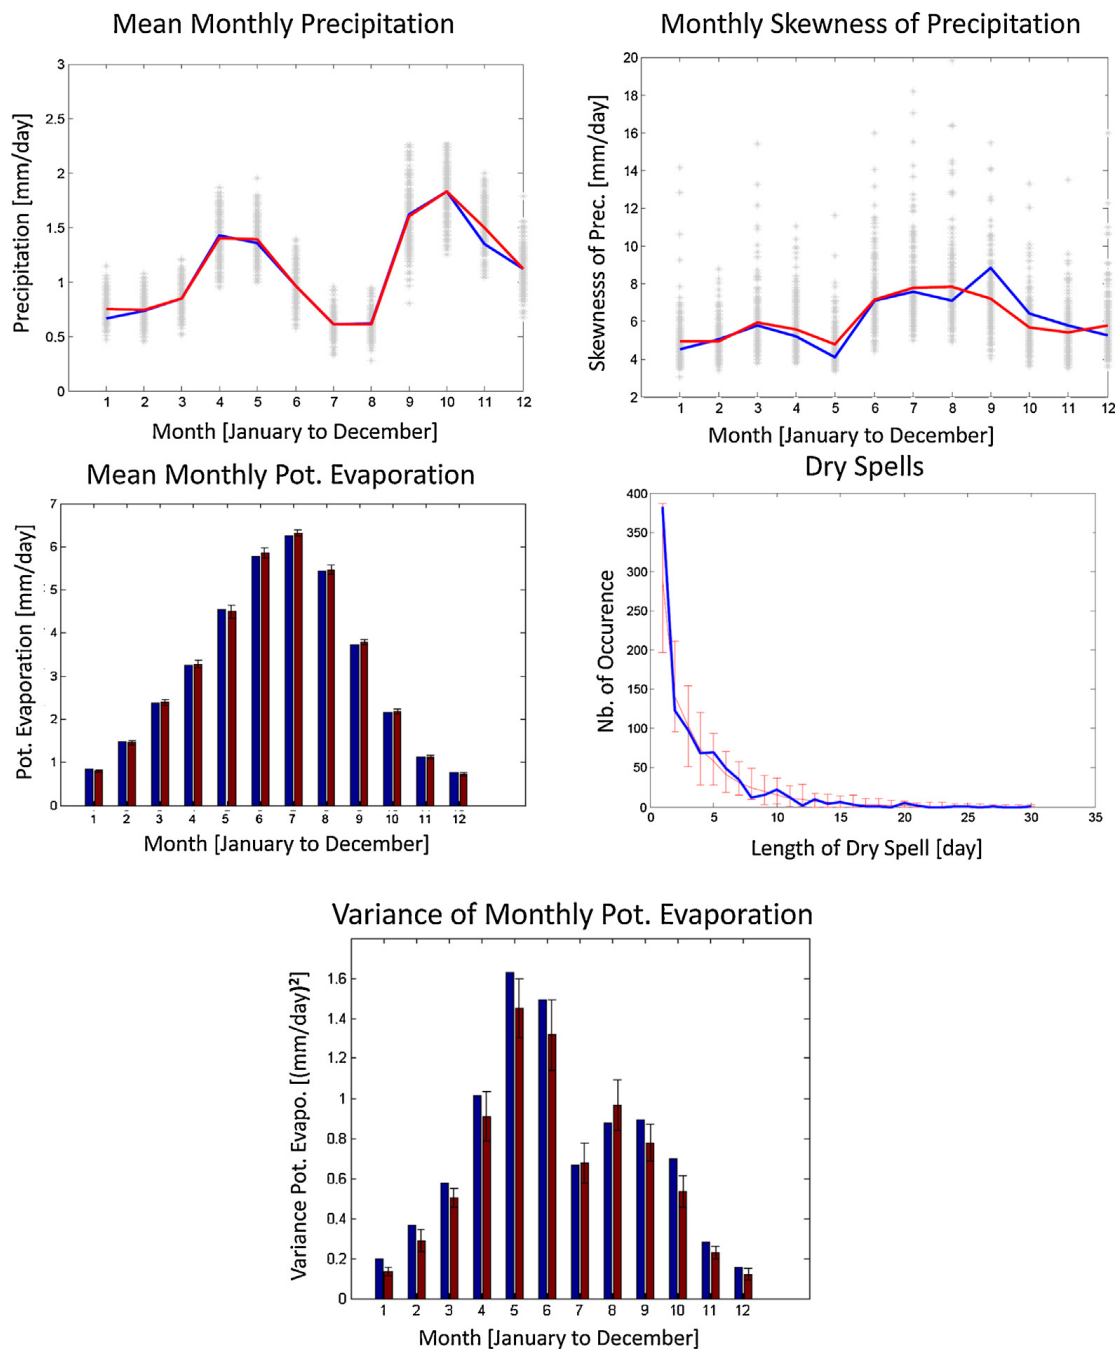 Mean Monthly Precipitation
Precipitation [mm/day]
3
2.5
2
1.5
1
0.5
0
1 2 3 4 5 6 7 8 9 10 11 12
Month [January to December]
Monthly Skewness of Precipitation
Skewnesss of Prec. [mm/day]
20
18
16
14
12
10
8
6
4
2
1 2 3 4 5 6 7 8 9 10 11 12
Month [January to December]
Mean Monthly Pot. Evaporation
Pot. Evaporation [mm/day]
7
6
5
4
3
2
1
0
1 2 3 4 5 6 7 8 9 10 11 12
Month [January to December]
Dry Spells
Nb. of Occurence
400
350
300
250
200
150
100
50
0
0 5 10 15 20 25 30 35
Length of Dry Spell [day]
Variance of Monthly Pot. Evaporation
Variance Pot. Evapo. [(mm/day)²]
1.6
1.4
1.2
1
0.8
0.6
0.4
0.2
0
1 2 3 4 5 6 7 8 9 10 11 12
Month [January to December]